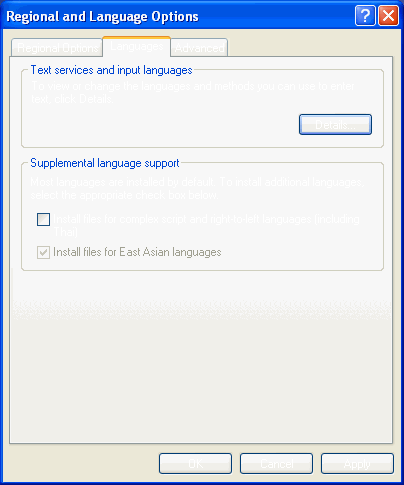 Regional and Language Options
Regional Options
Languages
Advanced
Text services and input languages
To view or change the languages and methods you can use to enter
text, click Details.
Details...
Supplemental language support
Most languages are installed by default. To install additional languages,
select the appropriate check box below.
Install files for complex script and right-to-left languages (including
Thai)
Install files for East Asian languages
OK
Cancel
Apply